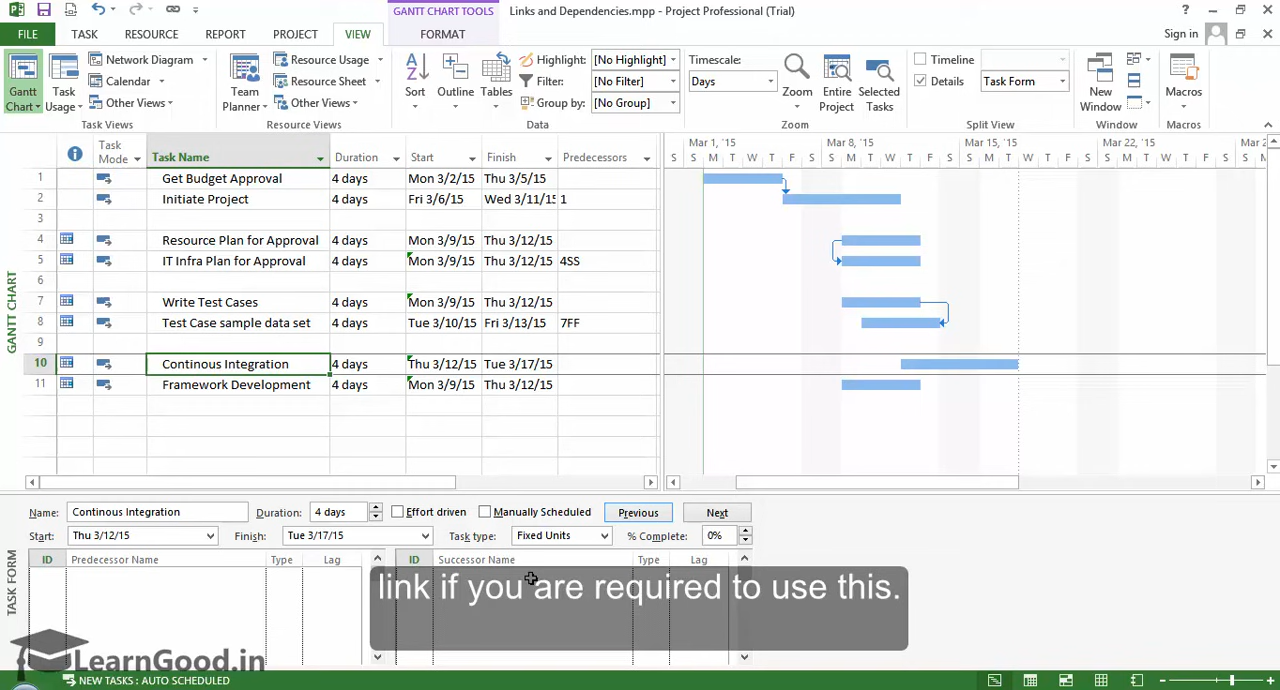 GANTT CHART TOOLS Links and Dependencies.mpp - Project Professional (Trial)
FILE TASK RESOURCE REPORT PROJECT VIEW FORMAT Sign in
Network Diagram
Calendar
Other Views
Gantt Chart
Task Usage
Task Views
Team Planner
Resource Usage
Resource Sheet
Other Views
Resource Views
Sort
Outline
Tables
Highlight: [No Highlight]
Filter: [No Filter]
Group by: [No Group]
Data
Timescale:
Days
Zoom
Entire Project
Selected Tasks
Zoom
Timeline
Details Task Form
Split View
New Window
Window
Macros
Macros
Task Mode Task Name Duration Start Finish Predecessors
Mar 1, '15 Mar 8, '15 Mar 15, '15 Mar 22, '15
S S M T W T F S S M T W T F S S M T W T F S S M T W T F S S
1 Get Budget Approval 4 days Mon 3/2/15 Thu 3/5/15
2 Initiate Project 4 days Fri 3/6/15 Wed 3/11/15 1
3
4 Resource Plan for Approval 4 days Mon 3/9/15 Thu 3/12/15
5 IT Infra Plan for Approval 4 days Mon 3/9/15 Thu 3/12/15 4SS
6
7 Write Test Cases 4 days Mon 3/9/15 Thu 3/12/15
8 Test Case sample data set 4 days Tue 3/10/15 Fri 3/13/15 7FF
9
10 Continous Integration 4 days Thu 3/12/15 Tue 3/17/15
11 Framework Development 4 days Mon 3/9/15 Thu 3/12/15
GANTT CHART
Name: Continous Integration Duration: 4 days Effort driven Manually Scheduled Previous Next
Start: Thu 3/12/15 Finish: Tue 3/17/15 Task type: Fixed Units % Complete: 0%
ID Predecessor Name Type Lag ID Successor Name Type Lag
TASK FORM
link if you are required to use this.
LearnGood.in
NEW TASKS : AUTO SCHEDULED